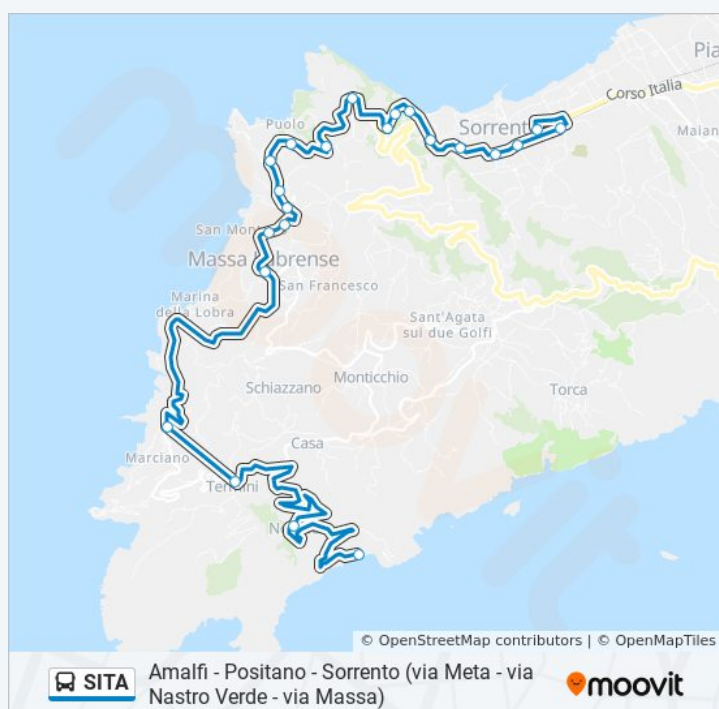 Pia
Corso Italia
Sorrent
Puolo
Maian
San Mont
Massa Lubrense
San Francesco
Marina
della Lobra
Sant'Agata
sui due Golfi
Schiazzano
Monticchio
Torca
Casa
Marciano
Termini
© OpenStreetMap contributors | © OpenMapTiles
SITA
Amalfi - Positano - Sorrento (via Meta - via
Nastro Verde - via Massa)
moovit